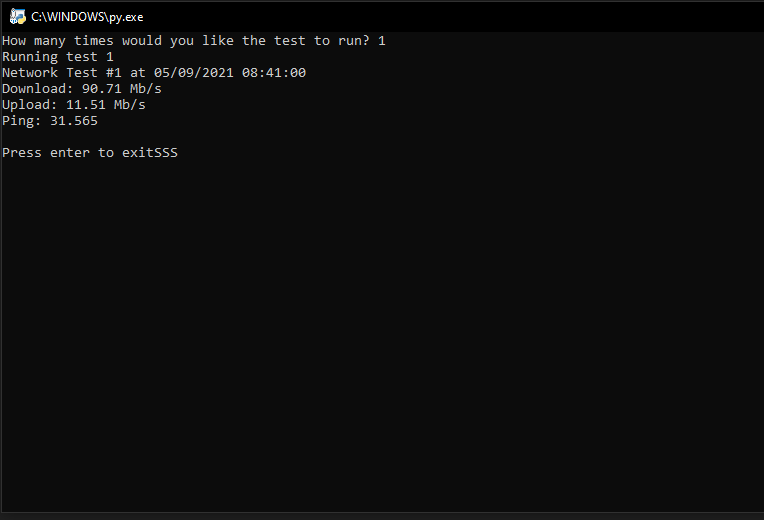 C:\WINDOWS\py.exe
How many times would you like the test to run? 1
Running test 1
Network Test #1 at 05/09/2021 08:41:00
Download: 90.71 Mb/s
Upload: 11.51 Mb/s
Ping: 31.565
Press enter to exitSSS